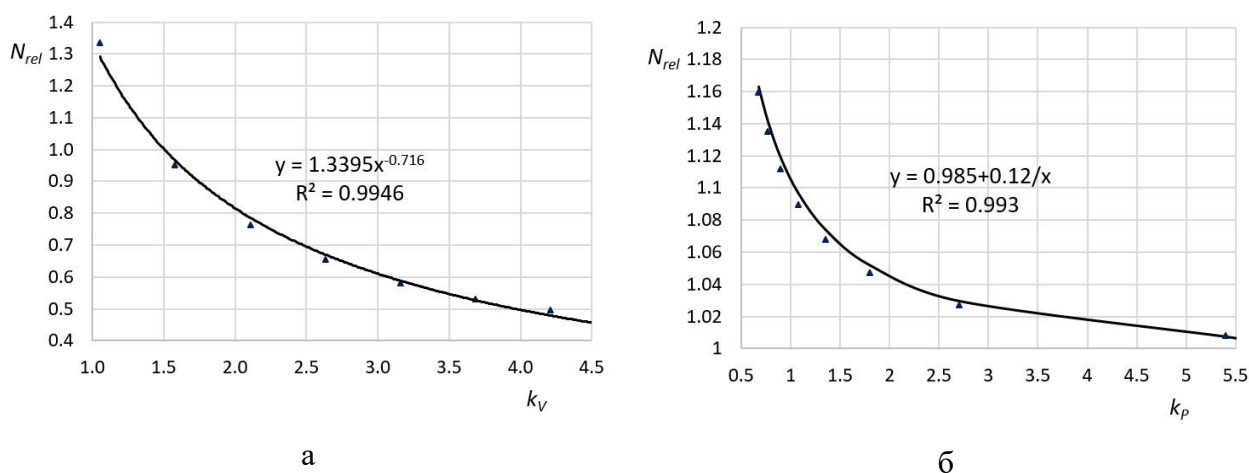 1.4
N_rel
1.3
1.2
1.1
1.0
0.9
0.8
0.7
0.6
0.5
0.4
y = 1.3395x^-0.716
R² = 0.9946
1.0 1.5 2.0 2.5 3.0 3.5 4.0 4.5
k_V
а
1.2
1.18
N_rel
1.16
1.14
1.12
1.1
1.08
1.06
1.04
1.02
1
y = 0.985+0.12/x
R² = 0.993
0.5 1 1.5 2 2.5 3 3.5 4 4.5 5 5.5
k_P
б